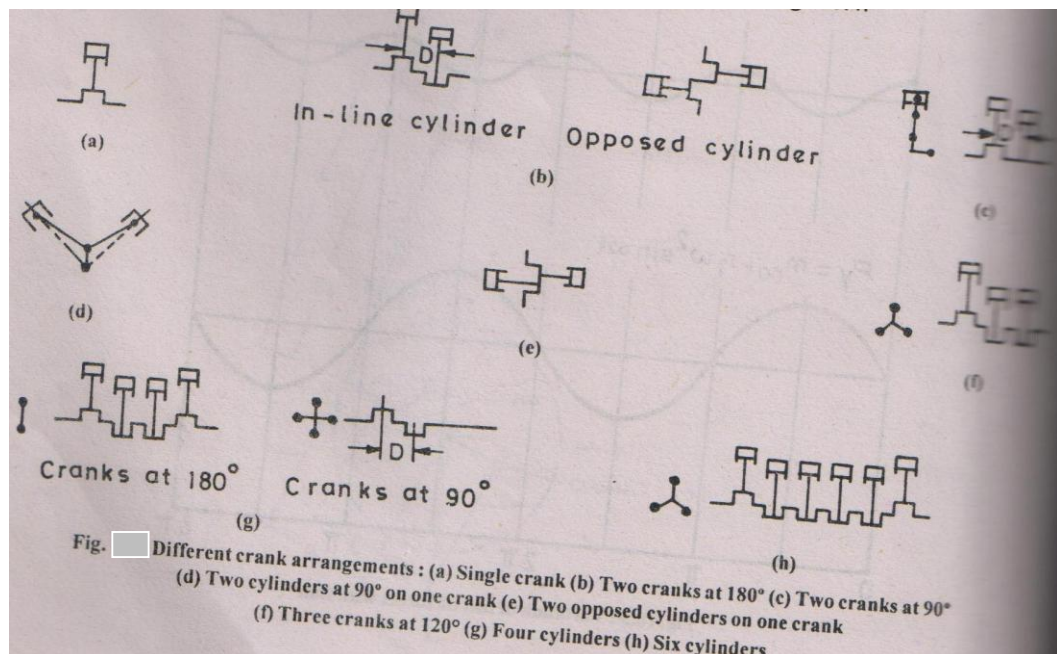 D
In-line cylinder
Opposed cylinder
D
(a)
(b)
(c)
(d)
(e)
(f)
Cranks at 180°
D
Cranks at 90°
(g)
(h)
Fig. Different crank arrangements : (a) Single crank (b) Two cranks at 180° (c) Two cranks at 90°
(d) Two cylinders at 90° on one crank (e) Two opposed cylinders on one crank
(f) Three cranks at 120° (g) Four cylinders (h) Six cylinders